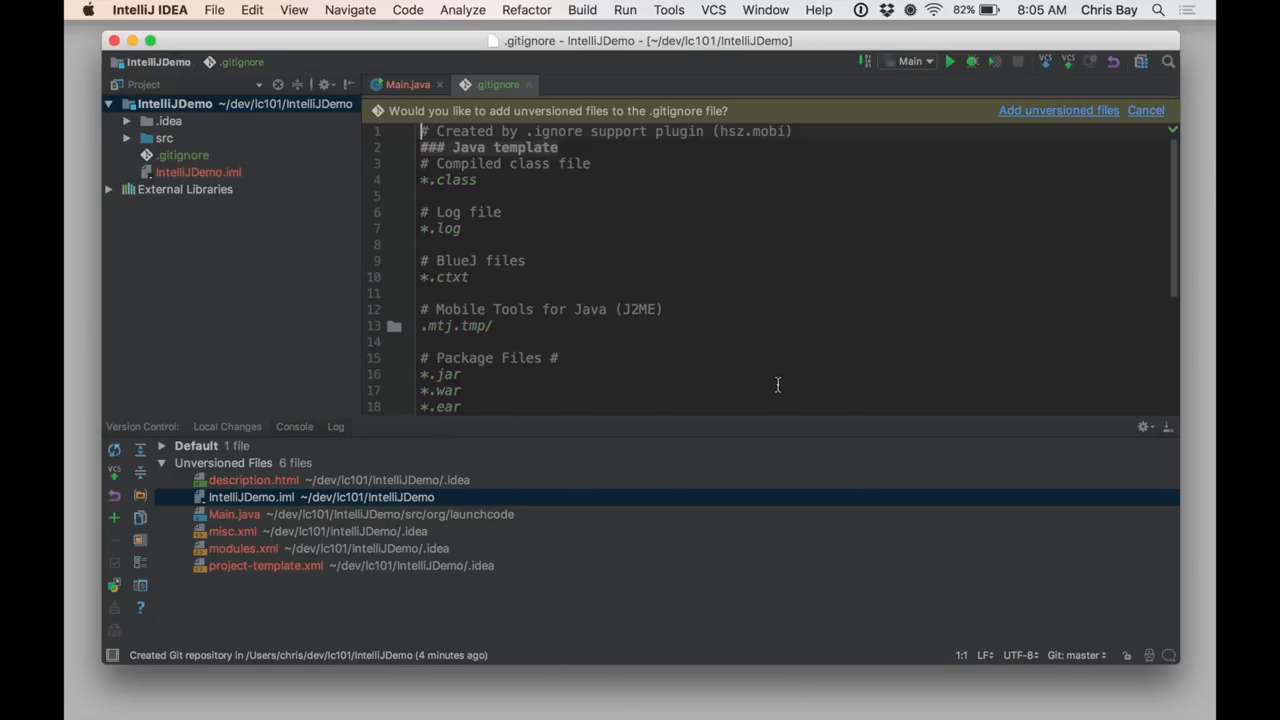 IntelliJ IDEA File Edit View Navigate Code Analyze Refactor Build Run Tools VCS Window Help 82% 8:05 AM Chris Bay
.gitignore - IntelliJDemo - [~/dev/lc101/IntelliJDemo]
IntelliJDemo .gitignore Main VCS VCS
Project Main.java .gitignore
IntelliJDemo ~/dev/lc101/IntelliJDemo
.idea
src
.gitignore
IntelliJDemo.iml
External Libraries
Would you like to add unversioned files to the .gitignore file? Add unversioned files Cancel
1 # Created by .ignore support plugin (hsz.mobi)
2 ### Java template
3 # Compiled class file
4 *.class
5
6 # Log file
7 *.log
8
9 # BlueJ files
10 *.ctxt
11
12 # Mobile Tools for Java (J2ME)
13 .mtj.tmp/
14
15 # Package Files #
16 *.jar
17 *.war
18 *.ear
Version Control: Local Changes Console Log
Default 1 file
Unversioned Files 6 files
VCS
description.html ~/dev/lc101/IntelliJDemo/.idea
IntelliJDemo.iml ~/dev/lc101/IntelliJDemo
Main.java ~/dev/lc101/IntelliJDemo/src/org/launchcode
misc.xml ~/dev/lc101/IntelliJDemo/.idea
modules.xml ~/dev/lc101/IntelliJDemo/.idea
project-template.xml ~/dev/lc101/IntelliJDemo/.idea
?
Created Git repository in /Users/chris/dev/lc101/IntelliJDemo (4 minutes ago) 1:1 LF UTF-8 Git: master